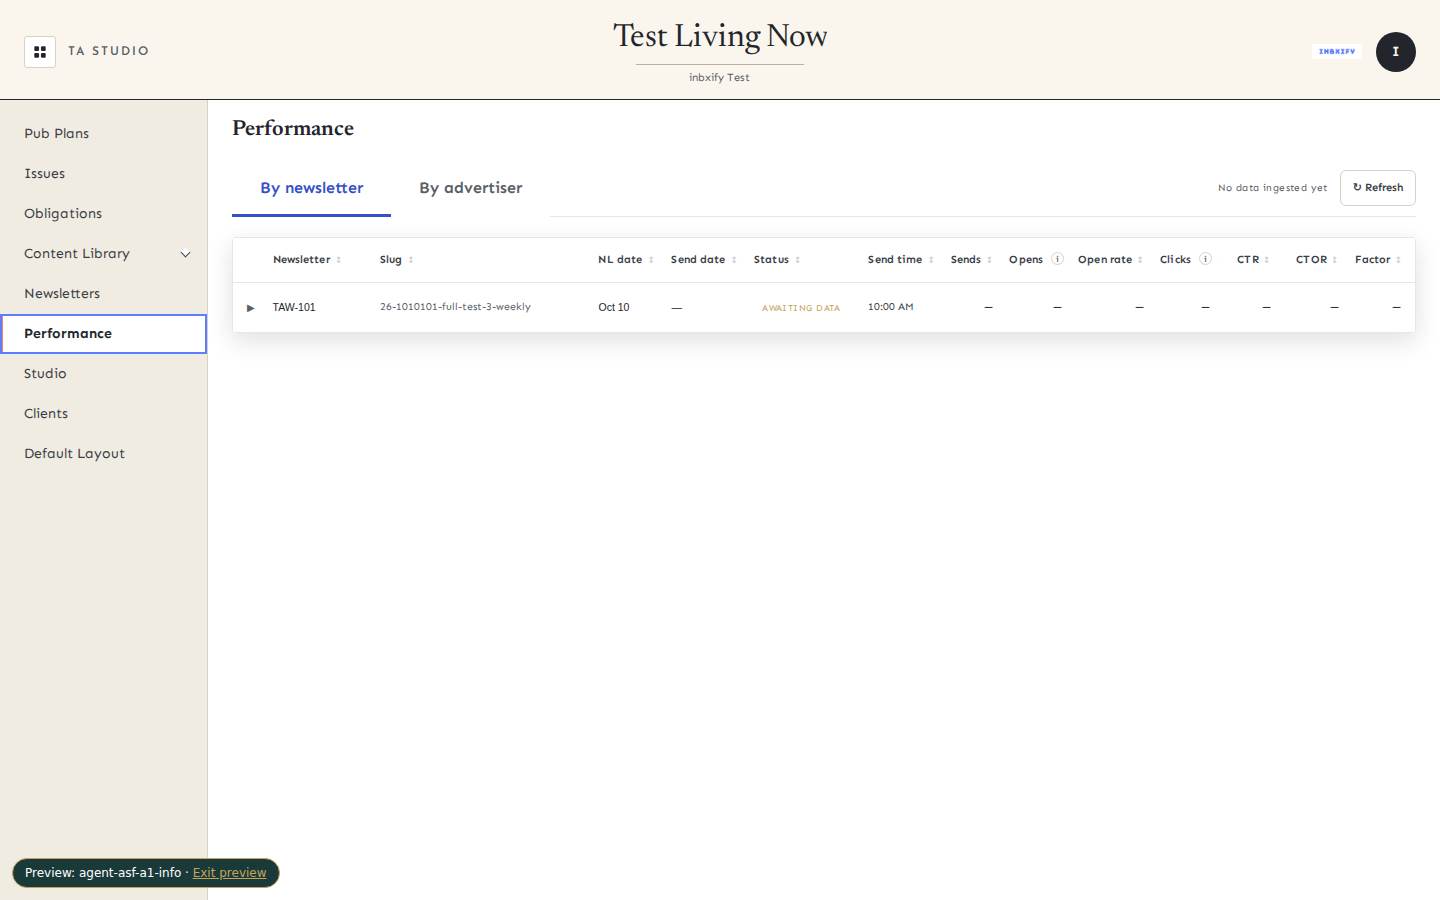 TA STUDIO
Test Living Now
inbxify Test
INBXIFY
I
Pub Plans
Issues
Obligations
Content Library
Newsletters
Performance
Studio
Clients
Default Layout
Performance
By newsletter
By advertiser
No data ingested yet
↻ Refresh
Newsletter ↕ Slug ↕ NL date ↕ Send date ↕ Status ↕ Send time ↕ Sends ↕ Opens i Open rate ↕ Clicks i CTR ↕ CTOR ↕ Factor ↕
▶ TAW-101 26-1010101-full-test-3-weekly Oct 10 — AWAITING DATA 10:00 AM — — — — — — —
Preview: agent-asf-a1-info · Exit preview